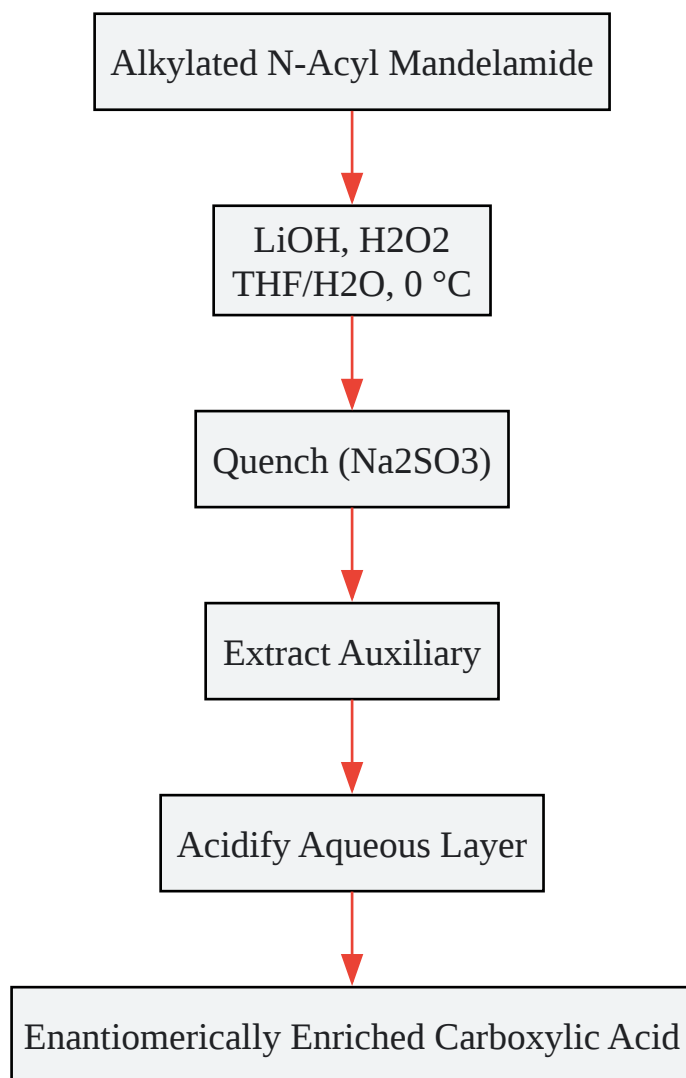 Alkylated N-Acyl Mandelamide
LiOH, H2O2
THF/H2O, 0 °C
Quench (Na2SO3)
Extract Auxiliary
Acidify Aqueous Layer
Enantiomerically Enriched Carboxylic Acid